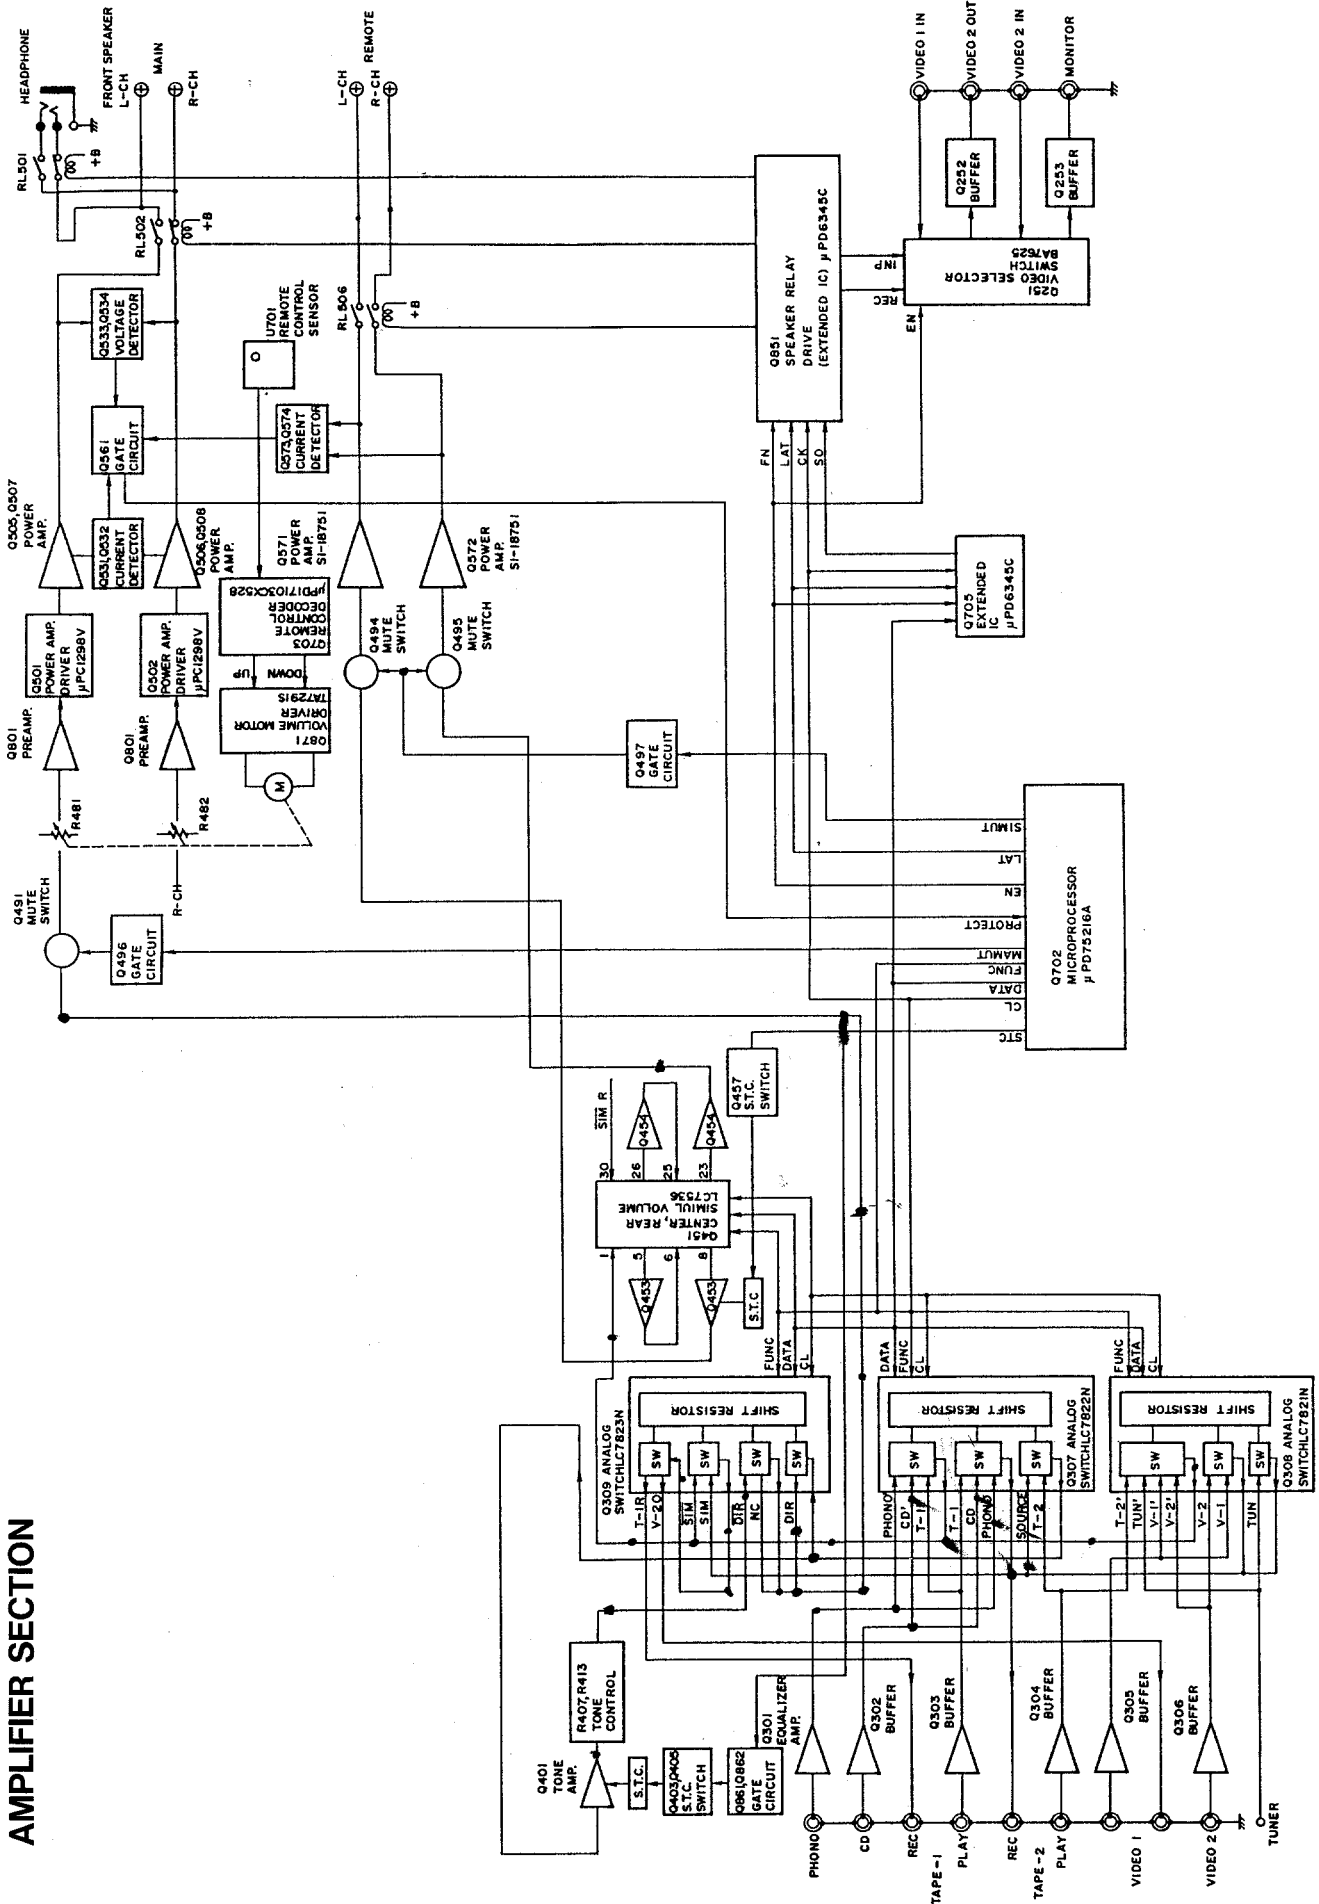 AMPLIFIER SECTION
HEADPHONE
RL501
+B
FRONT SPEAKER
L-CH
MAIN
R-CH
RL502
+B
L-CH
REMOTE
R-CH
RL506
+B
Q533,Q534
VOLTAGE
DETECTOR
Q561
GATE
CIRCUIT
Q531,Q532
CURRENT
DETECTOR
Q573,Q574
CURRENT
DETECTOR
U701
REMOTE
CONTROL
SENSOR
Q505,Q507
POWER
AMP.
Q506,Q508
POWER
AMP.
Q571
POWER
AMP.
SI-18751
Q572
POWER
AMP.
SI-18751
Q501
POWER AMP.
DRIVER
μPC1298V
Q502
POWER AMP.
DRIVER
μPC1298V
Q801
PREAMP.
Q801
PREAMP.
R481
R482
R-CH
Q491
MUTE
SWITCH
Q496
GATE
CIRCUIT
Q703
REMOTE
CONTROL
DECODER
μPD17103CX528
UP
DOWN
Q871
VOLUME MOTOR
DRIVER
TA7291S
M
Q494
MUTE
SWITCH
Q495
MUTE
SWITCH
Q497
GATE
CIRCUIT
Q851
SPEAKER RELAY
DRIVE
(EXTENDED IC) μPD6345C
FN
LAT
CK
SO
INP
REC
EN
Q251
VIDEO SELECTOR
SWITCH
BA7625
Q252
BUFFER
Q253
BUFFER
VIDEO 1 IN
VIDEO 2 OUT
VIDEO 2 IN
MONITOR
Q705
EXTENDED
IC
μPD6345C
Q702
MICROPROCESSOR
μPD75216A
SIMUT
LAT
EN
PROTECT
MAMUT
FUNC
DATA
CL
STC
Q457
S.T.C.
SWITCH
SIM R
30
26
25
23
Q454
Q454
Q451
CENTER, REAR
SIMIUL VOLUME
LC7536
1
5
6
8
Q453
Q453
S.T.C
FUNC
DATA
CL
DATA
FUNC
CL
FUNC
DATA
CL
Q309 ANALOG
SWITCHLC7823N
SHIFT RESISTOR
SW
SW
SW
SW
T-1R
V-2O
SIM
SIM
DIR
NC
DIR
Q307 ANALOG
SWITCHLC7822N
SHIFT RESISTOR
SW
SW
SW
PHONO'
CD'
T-1'
T-1
CD
PHONO
SOURCE
T-2
Q308 ANALOG
SWITCHLC7821N
SHIFT RESISTOR
SW
SW
SW
T-2'
TUN'
V-1'
V-2'
V-2
V-1
TUN
R407,R413
TONE
CONTROL
Q401
TONE
AMP.
S.T.C.
Q403,Q405
S.T.C.
SWITCH
Q861,Q862
GATE
CIRCUIT
Q301
EQUALIZER
AMP.
Q302
BUFFER
Q303
BUFFER
Q304
BUFFER
Q305
BUFFER
Q306
BUFFER
PHONO
CD
REC
TAPE-1
PLAY
REC
TAPE-2
PLAY
VIDEO 1
VIDEO 2
TUNER